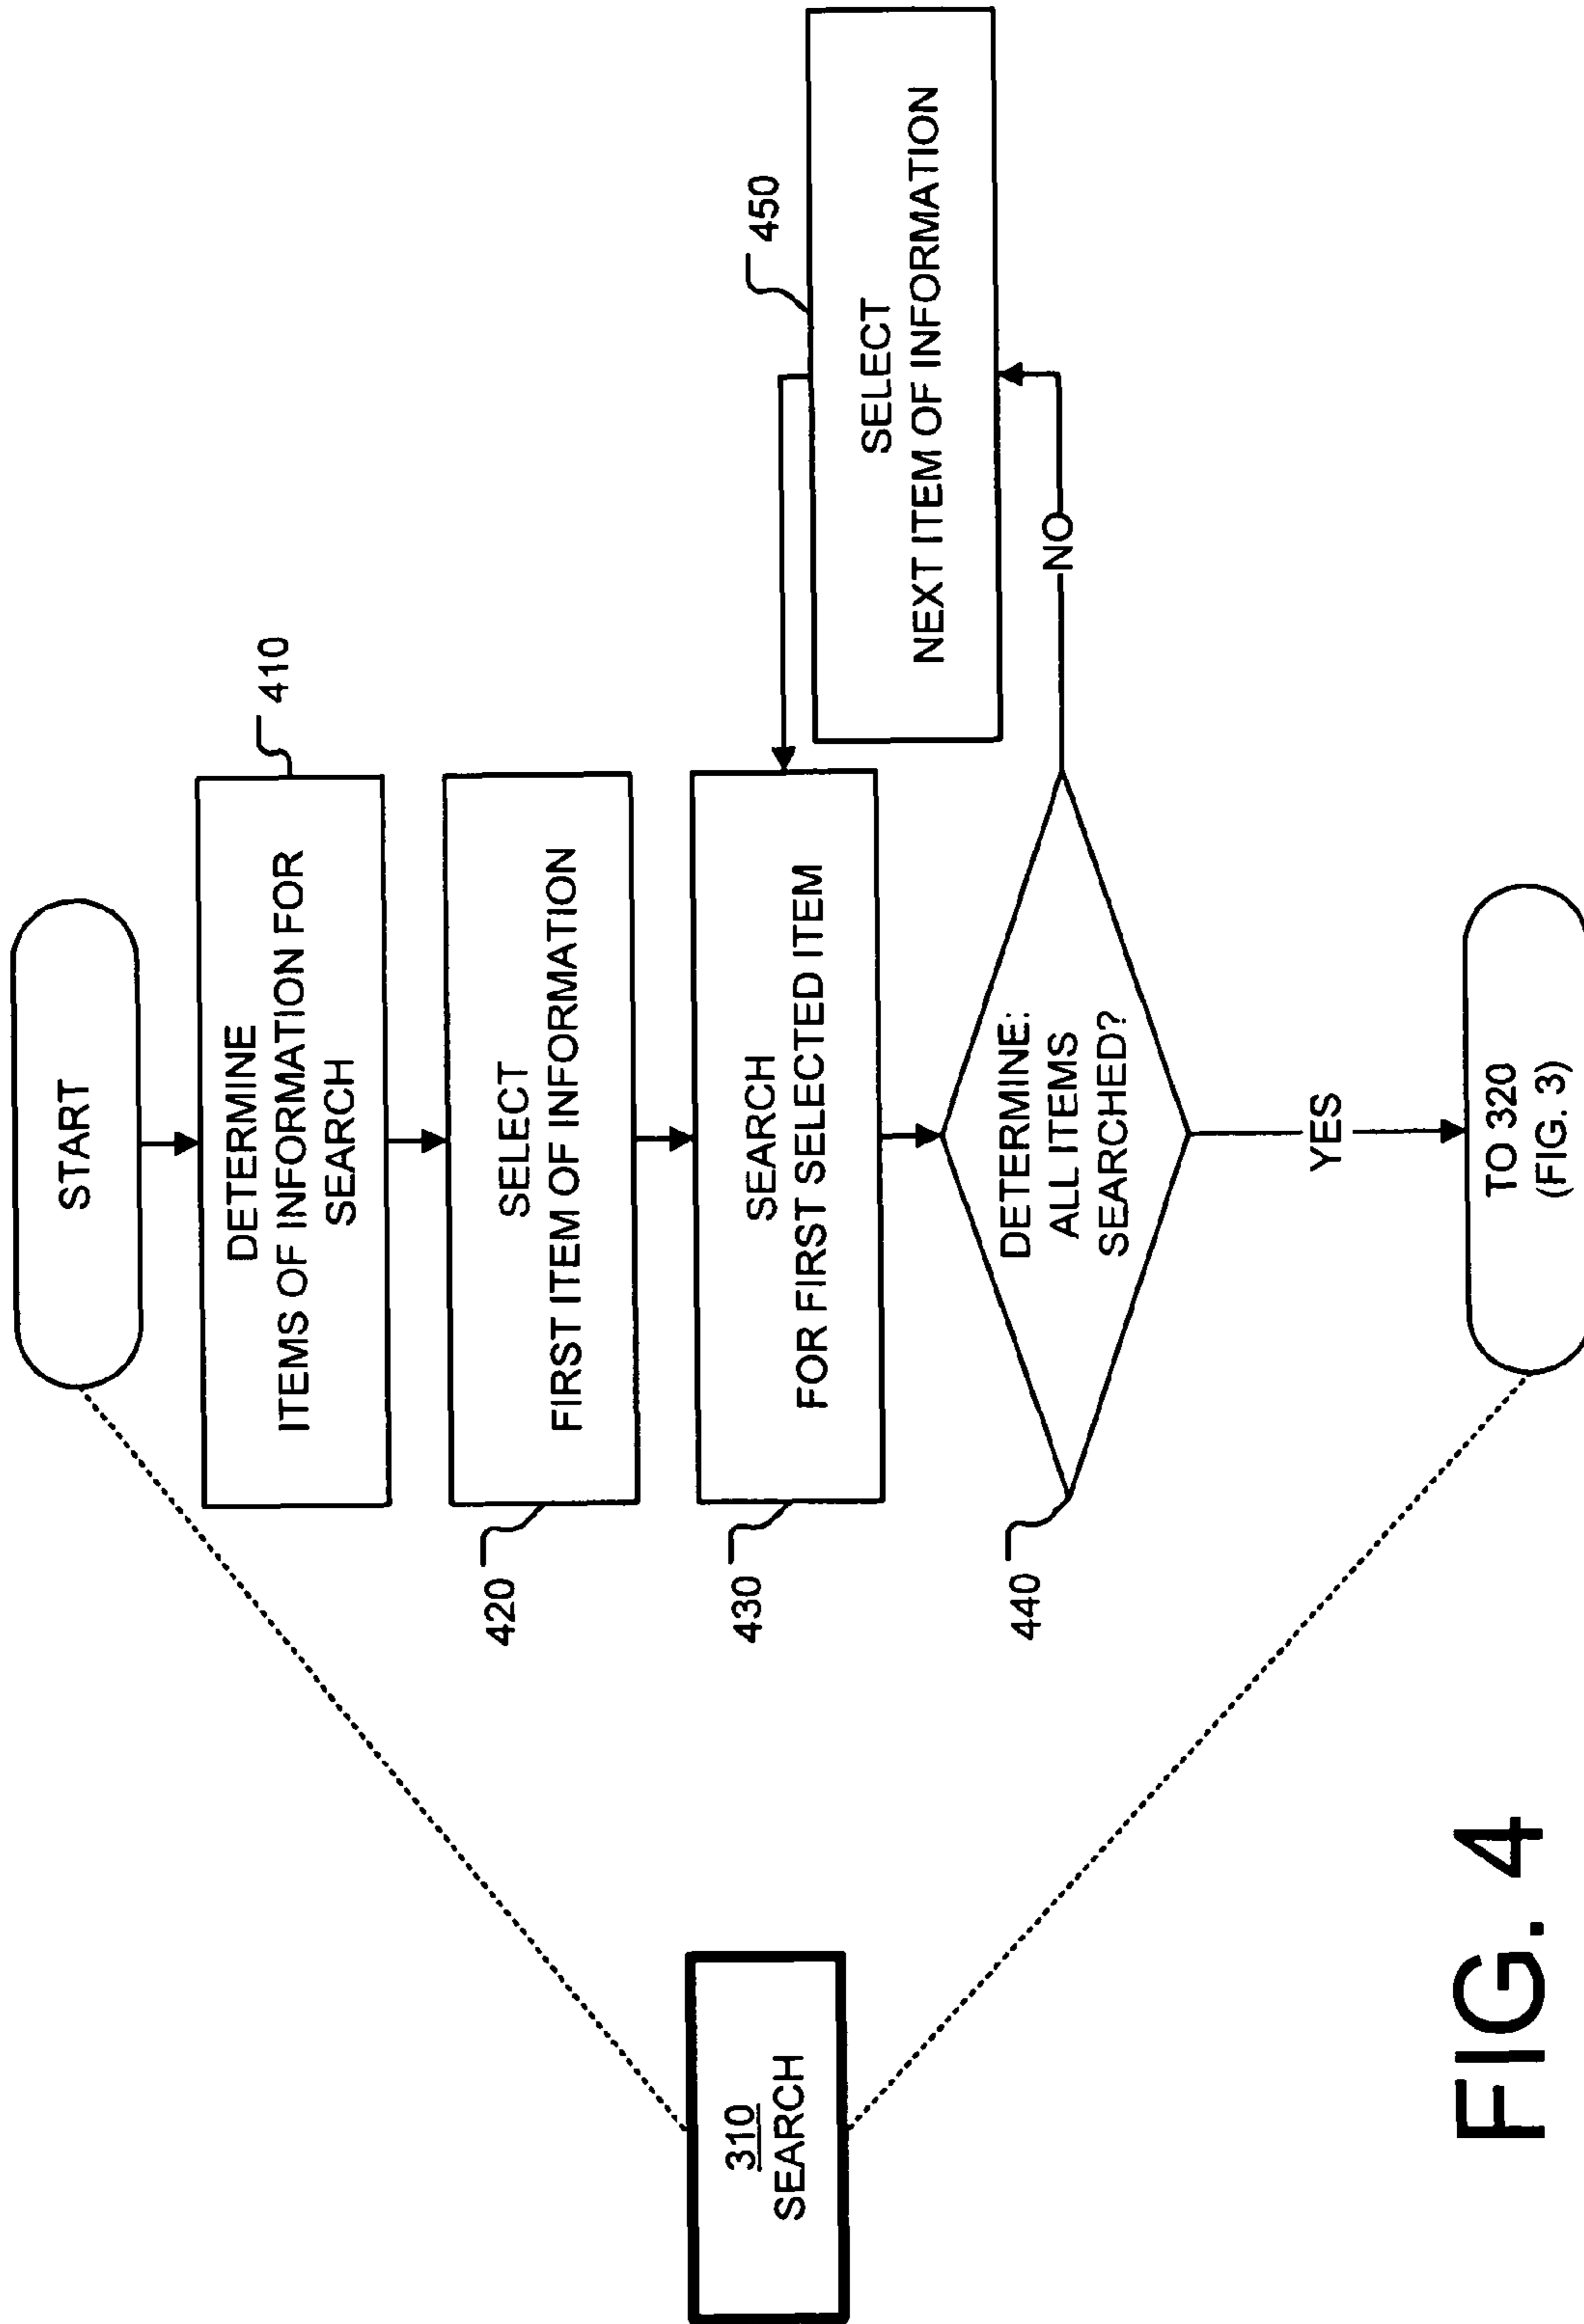 START
410
DETERMINE
ITEMS OF INFORMATION FOR
SEARCH
420
SELECT
FIRST ITEM OF INFORMATION
450
SELECT
NEXT ITEM OF INFORMATION
310
SEARCH
430
SEARCH
FOR FIRST SELECTED ITEM
440
DETERMINE:
ALL ITEMS
SEARCHED?
NO
YES
TO 320
(FIG. 3)
FIG. 4